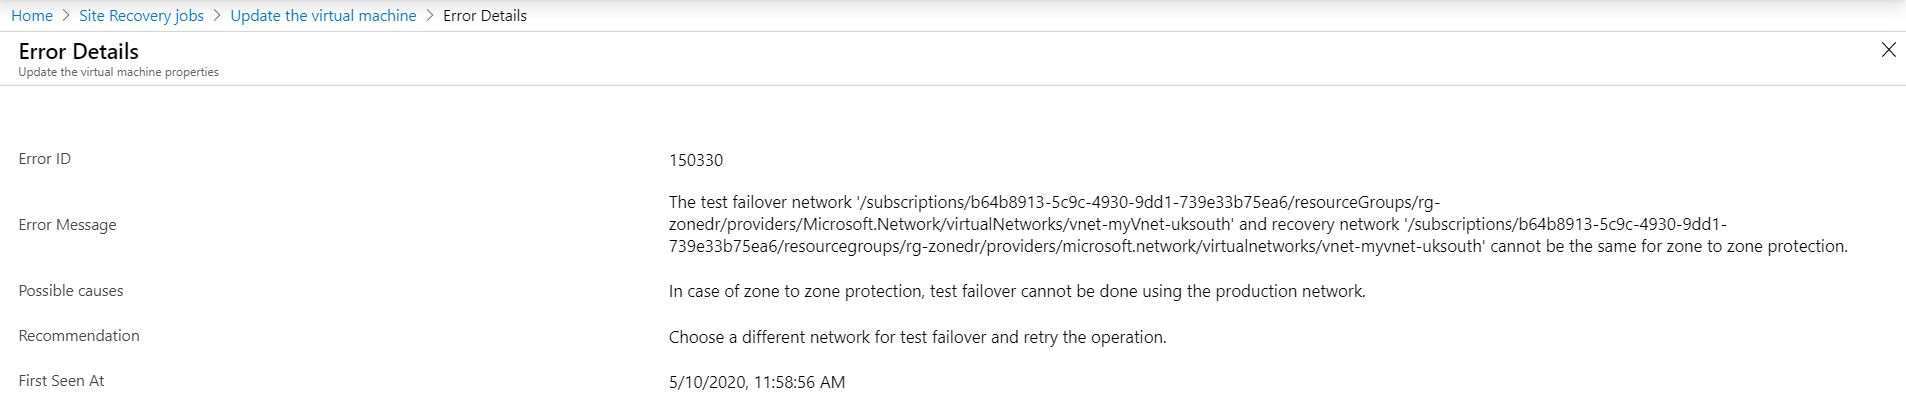 Home > Site Recovery jobs > Update the virtual machine > Error Details
Error Details
Update the virtual machine properties
Error ID
150330
Error Message
The test failover network '/subscriptions/b64b8913-5c9c-4930-9dd1-739e33b75ea6/resourceGroups/rg-
zonedr/providers/Microsoft.Network/virtualNetworks/vnet-myVnet-uksouth' and recovery network '/subscriptions/b64b8913-5c9c-4930-9dd1-
739e33b75ea6/resourcegroups/rg-zonedr/providers/microsoft.network/virtualnetworks/vnet-myvnet-uksouth' cannot be the same for zone to zone protection.
Possible causes
In case of zone to zone protection, test failover cannot be done using the production network.
Recommendation
Choose a different network for test failover and retry the operation.
First Seen At
5/10/2020, 11:58:56 AM